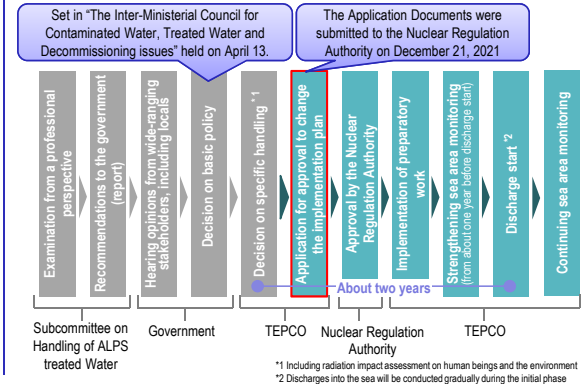 Set in "The Inter-Ministerial Council for
Contaminated Water, Treated Water and
Decommissioning issues" held on April 13.
The Application Documents were
submitted to the Nuclear Regulation
Authority on December 21, 2021
Examination from a professional
perspective
Recommendations to the government
(report)
Hearing opinions from wide-ranging
stakeholders, including locals
Decision on basic policy
Decision on specific handling *1
Application for approval to change
the implementation plan
Approval by the Nuclear
Regulation Authority
Implementation of preparatory
work
Strengthening sea area monitoring
(from about one year before discharge start)
Discharge start *2
Continuing sea area monitoring
About two years
Subcommittee on
Handling of ALPS
treated Water
Government
TEPCO
Nuclear Regulation
Authority
TEPCO
*1 Including radiation impact assessment on human beings and the environment
*2 Discharges into the sea will be conducted gradually during the initial phase